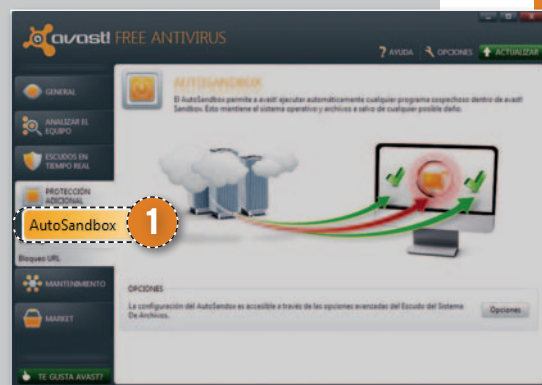 avast! FREE ANTIVIRUS
? AYUDA OPCIONES ACTUALIZAR
GENERAL
ANALIZAR EL
EQUIPO
ESCUDOS EN
TIEMPO REAL
PROTECCIÓN
ADICIONAL
AutoSandbox 1
Bloqueo URL
MANTENIMIENTO
MARKET
TE GUSTA AVAST?
AUTOSANDBOX
El AutoSandbox permite a avast! ejecutar automáticamente cualquier programa sospechoso dentro de avast!
Sandbox. Esto mantiene el sistema operativo y archivos a salvo de cualquier posible daño.
OPCIONES
La configuración del AutoSandbox es accesible a través de las opciones avanzadas del Escudo del Sistema
De Archivos.
Opciones